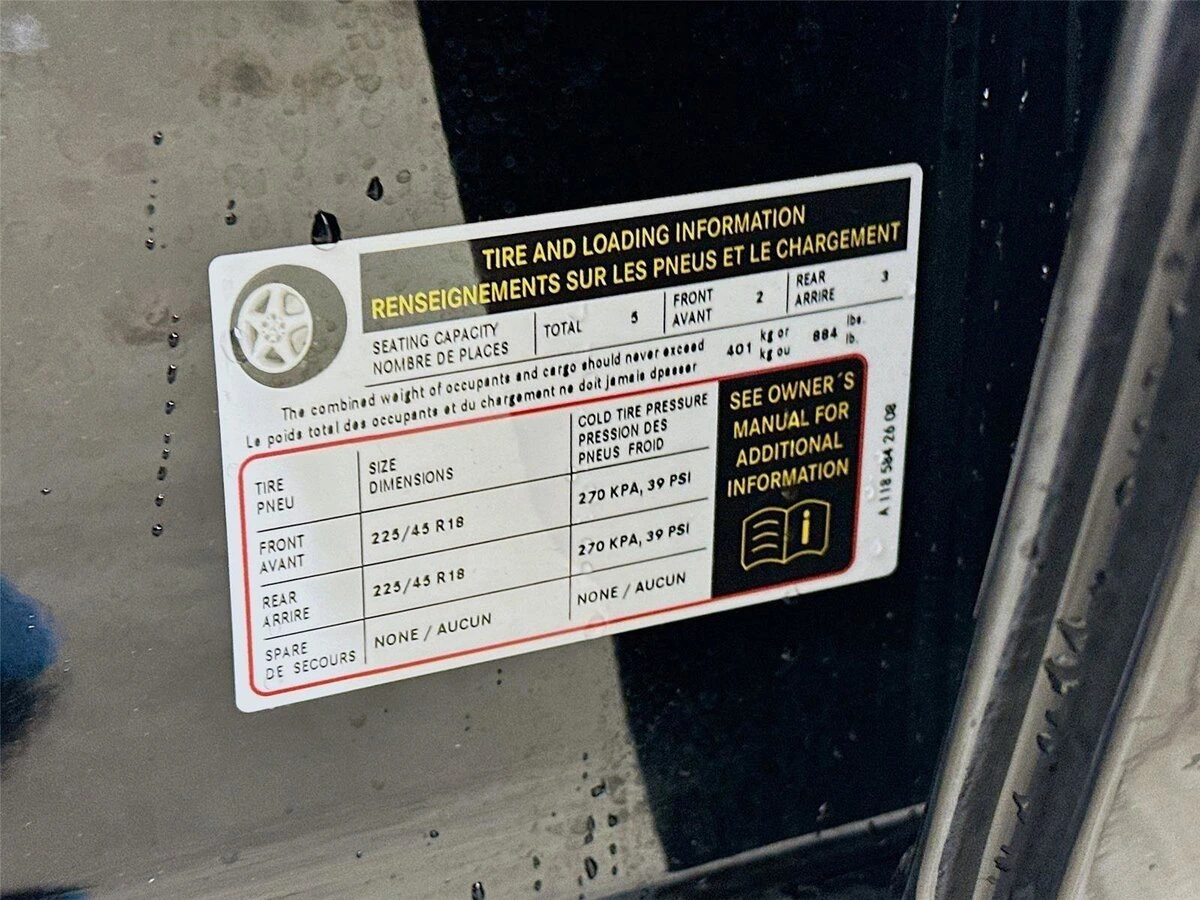 TIRE AND LOADING INFORMATION
RENSEIGNEMENTS SUR LES PNEUS ET LE CHARGEMENT
SEATING CAPACITY
NOMBRE DE PLACES
TOTAL 5
FRONT
AVANT
2
REAR
ARRIRE
3
The combined weight of occupants and cargo should never exceed
Le poids total des occupants et du chargement ne doit jamais dpasser
401
kg or
kg ou
884
lbs.
lb.
TIRE
PNEU
SIZE
DIMENSIONS
COLD TIRE PRESSURE
PRESSION DES
PNEUS FROID
FRONT
AVANT
225/45 R18
270 KPA, 39 PSI
REAR
ARRIRE
225/45 R18
270 KPA, 39 PSI
SPARE
DE SECOURS
NONE / AUCUN
NONE / AUCUN
SEE OWNER´S
MANUAL FOR
ADDITIONAL
INFORMATION
i
A 118 584 26 08